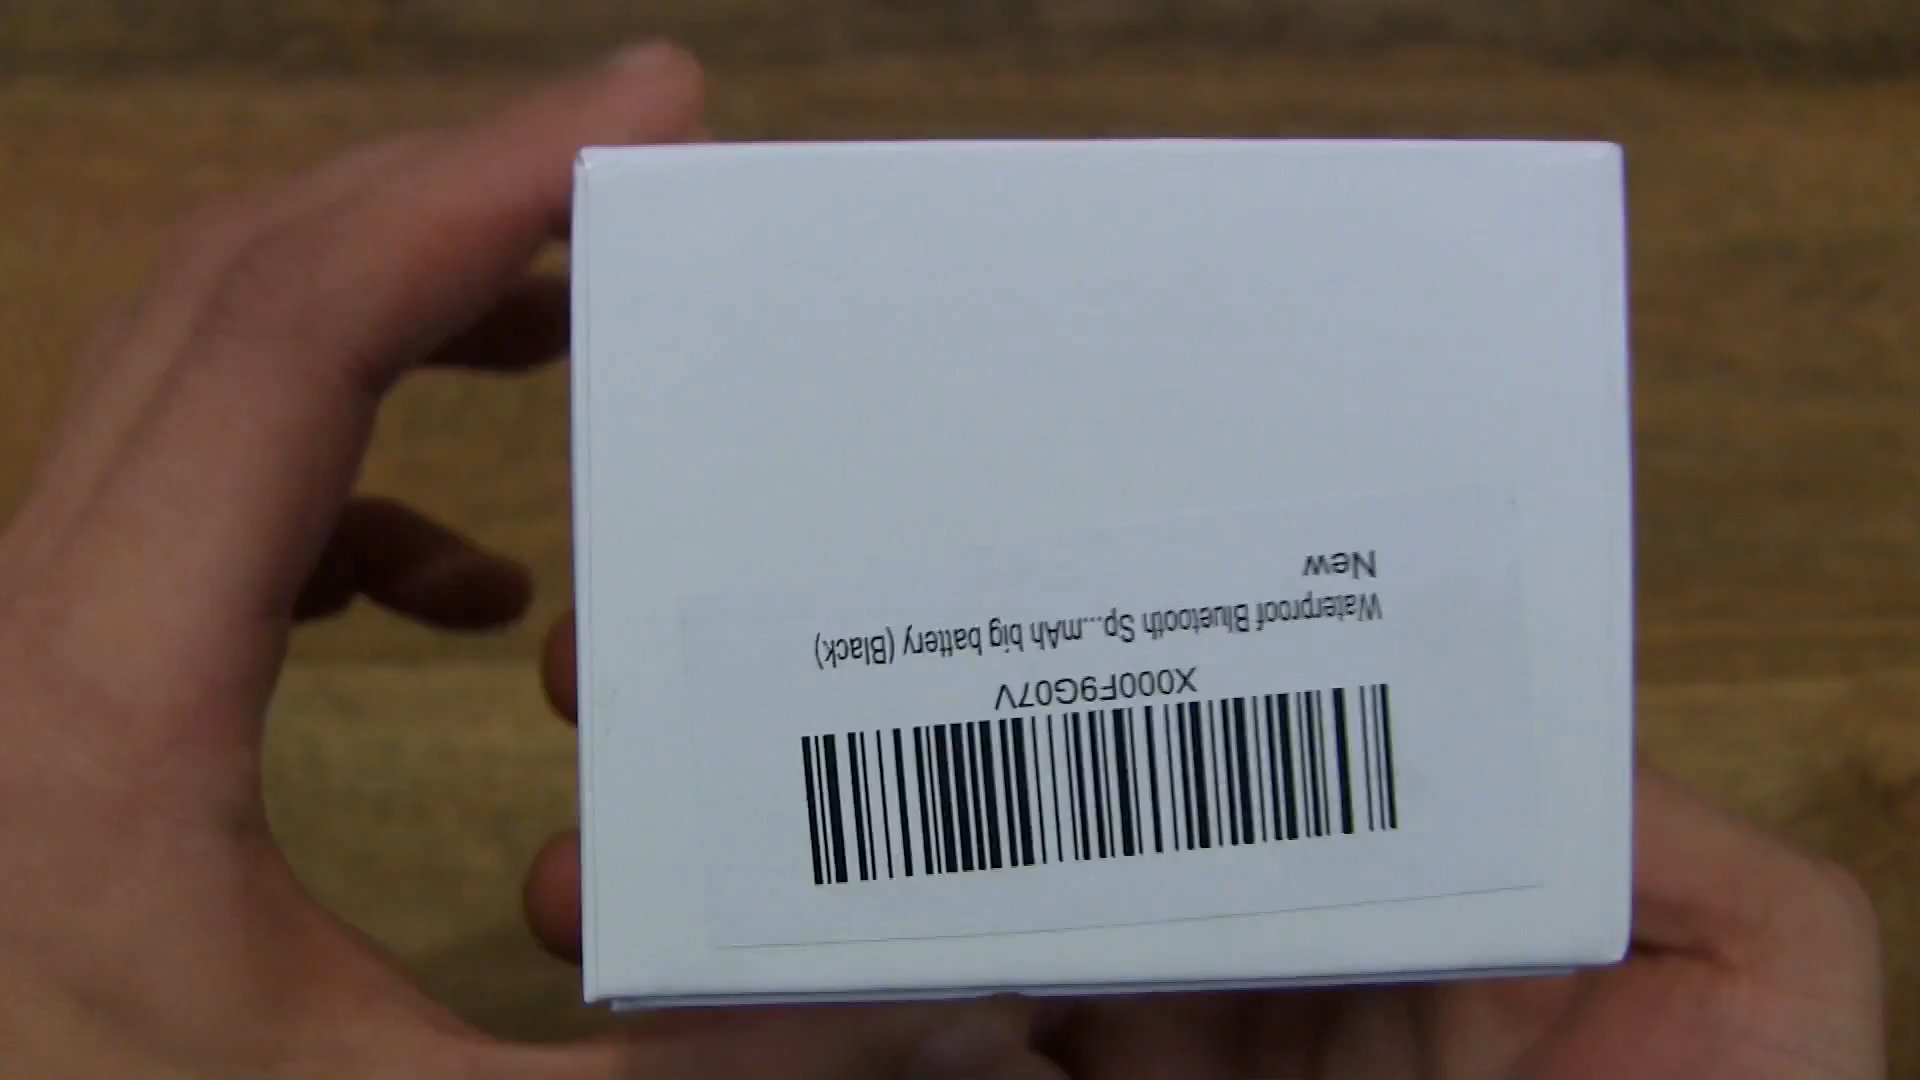 X000F9G07V
Waterproof Bluetooth Sp...mAh big battery (Black)
New